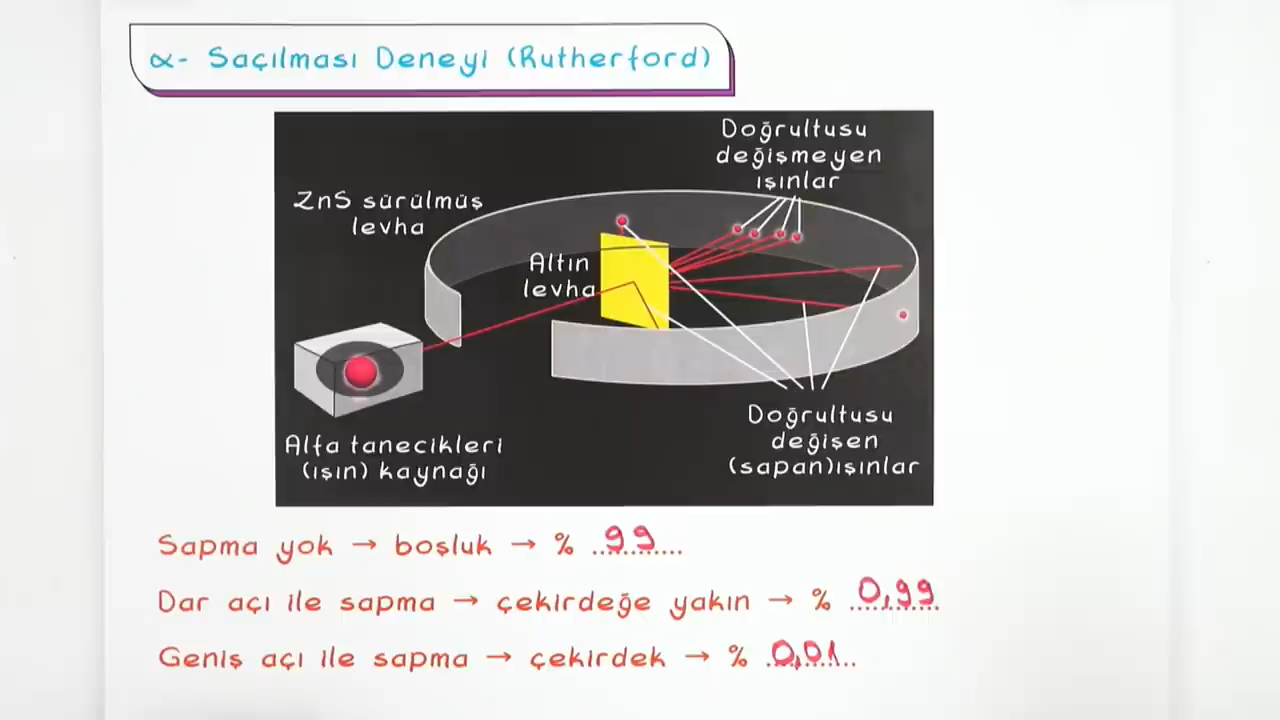 α- Saçılması Deneyi (Rutherford)
Doğrultusu
değişmeyen
ışınlar
ZnS sürülmüş
levha
Altın
levha
Alfa tanecikleri
(ışın) kaynağı
Doğrultusu
değişen
(sapan)ışınlar
Sapma yok → boşluk → % 99
Dar açı ile sapma → çekirdeğe yakın → % 0,99
Geniş açı ile sapma → çekirdek → % 0,01